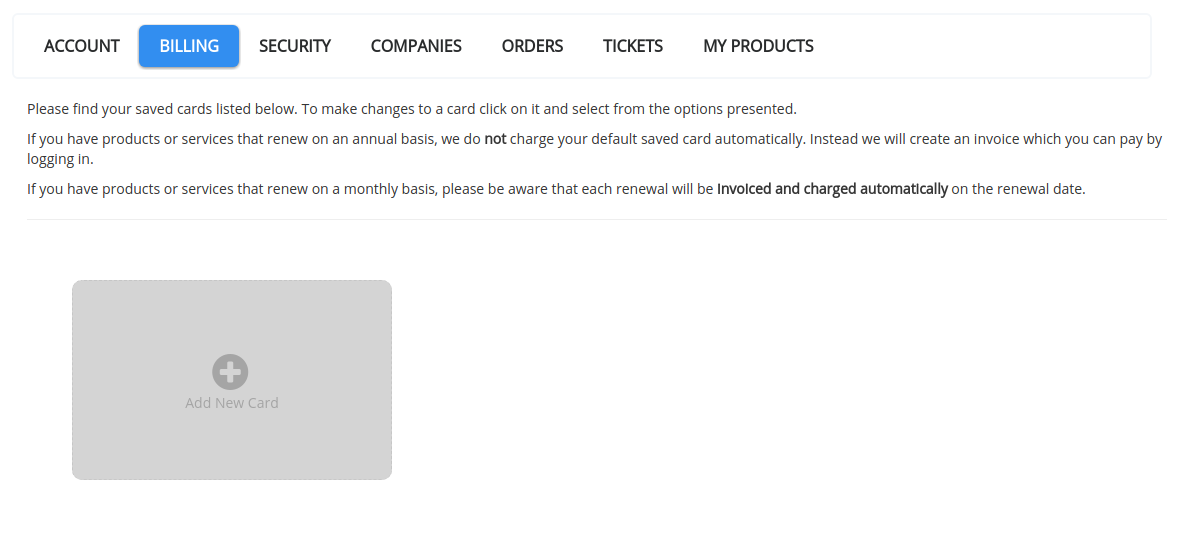 ACCOUNT BILLING SECURITY COMPANIES ORDERS TICKETS MY PRODUCTS
Please find your saved cards listed below. To make changes to a card click on it and select from the options presented.
If you have products or services that renew on an annual basis, we do not charge your default saved card automatically. Instead we will create an invoice which you can pay by
logging in.
If you have products or services that renew on a monthly basis, please be aware that each renewal will be invoiced and charged automatically on the renewal date.
Add New Card